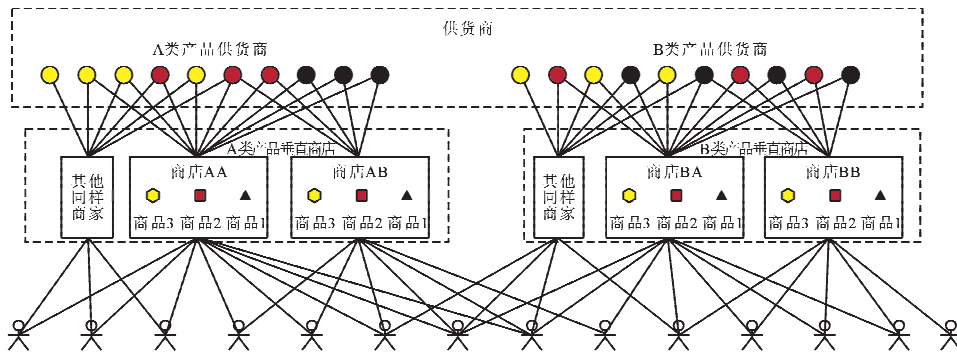 供货商
A类产品供货商
B类产品供货商
A类产品垂直商店
B类产品垂直商店
其他
同样
商家
商店AA
商品3 商品2 商品1
商店AB
商品3 商品2 商品1
其他
同样
商家
商店BA
商品3 商品2 商品1
商店BB
商品3 商品2 商品1